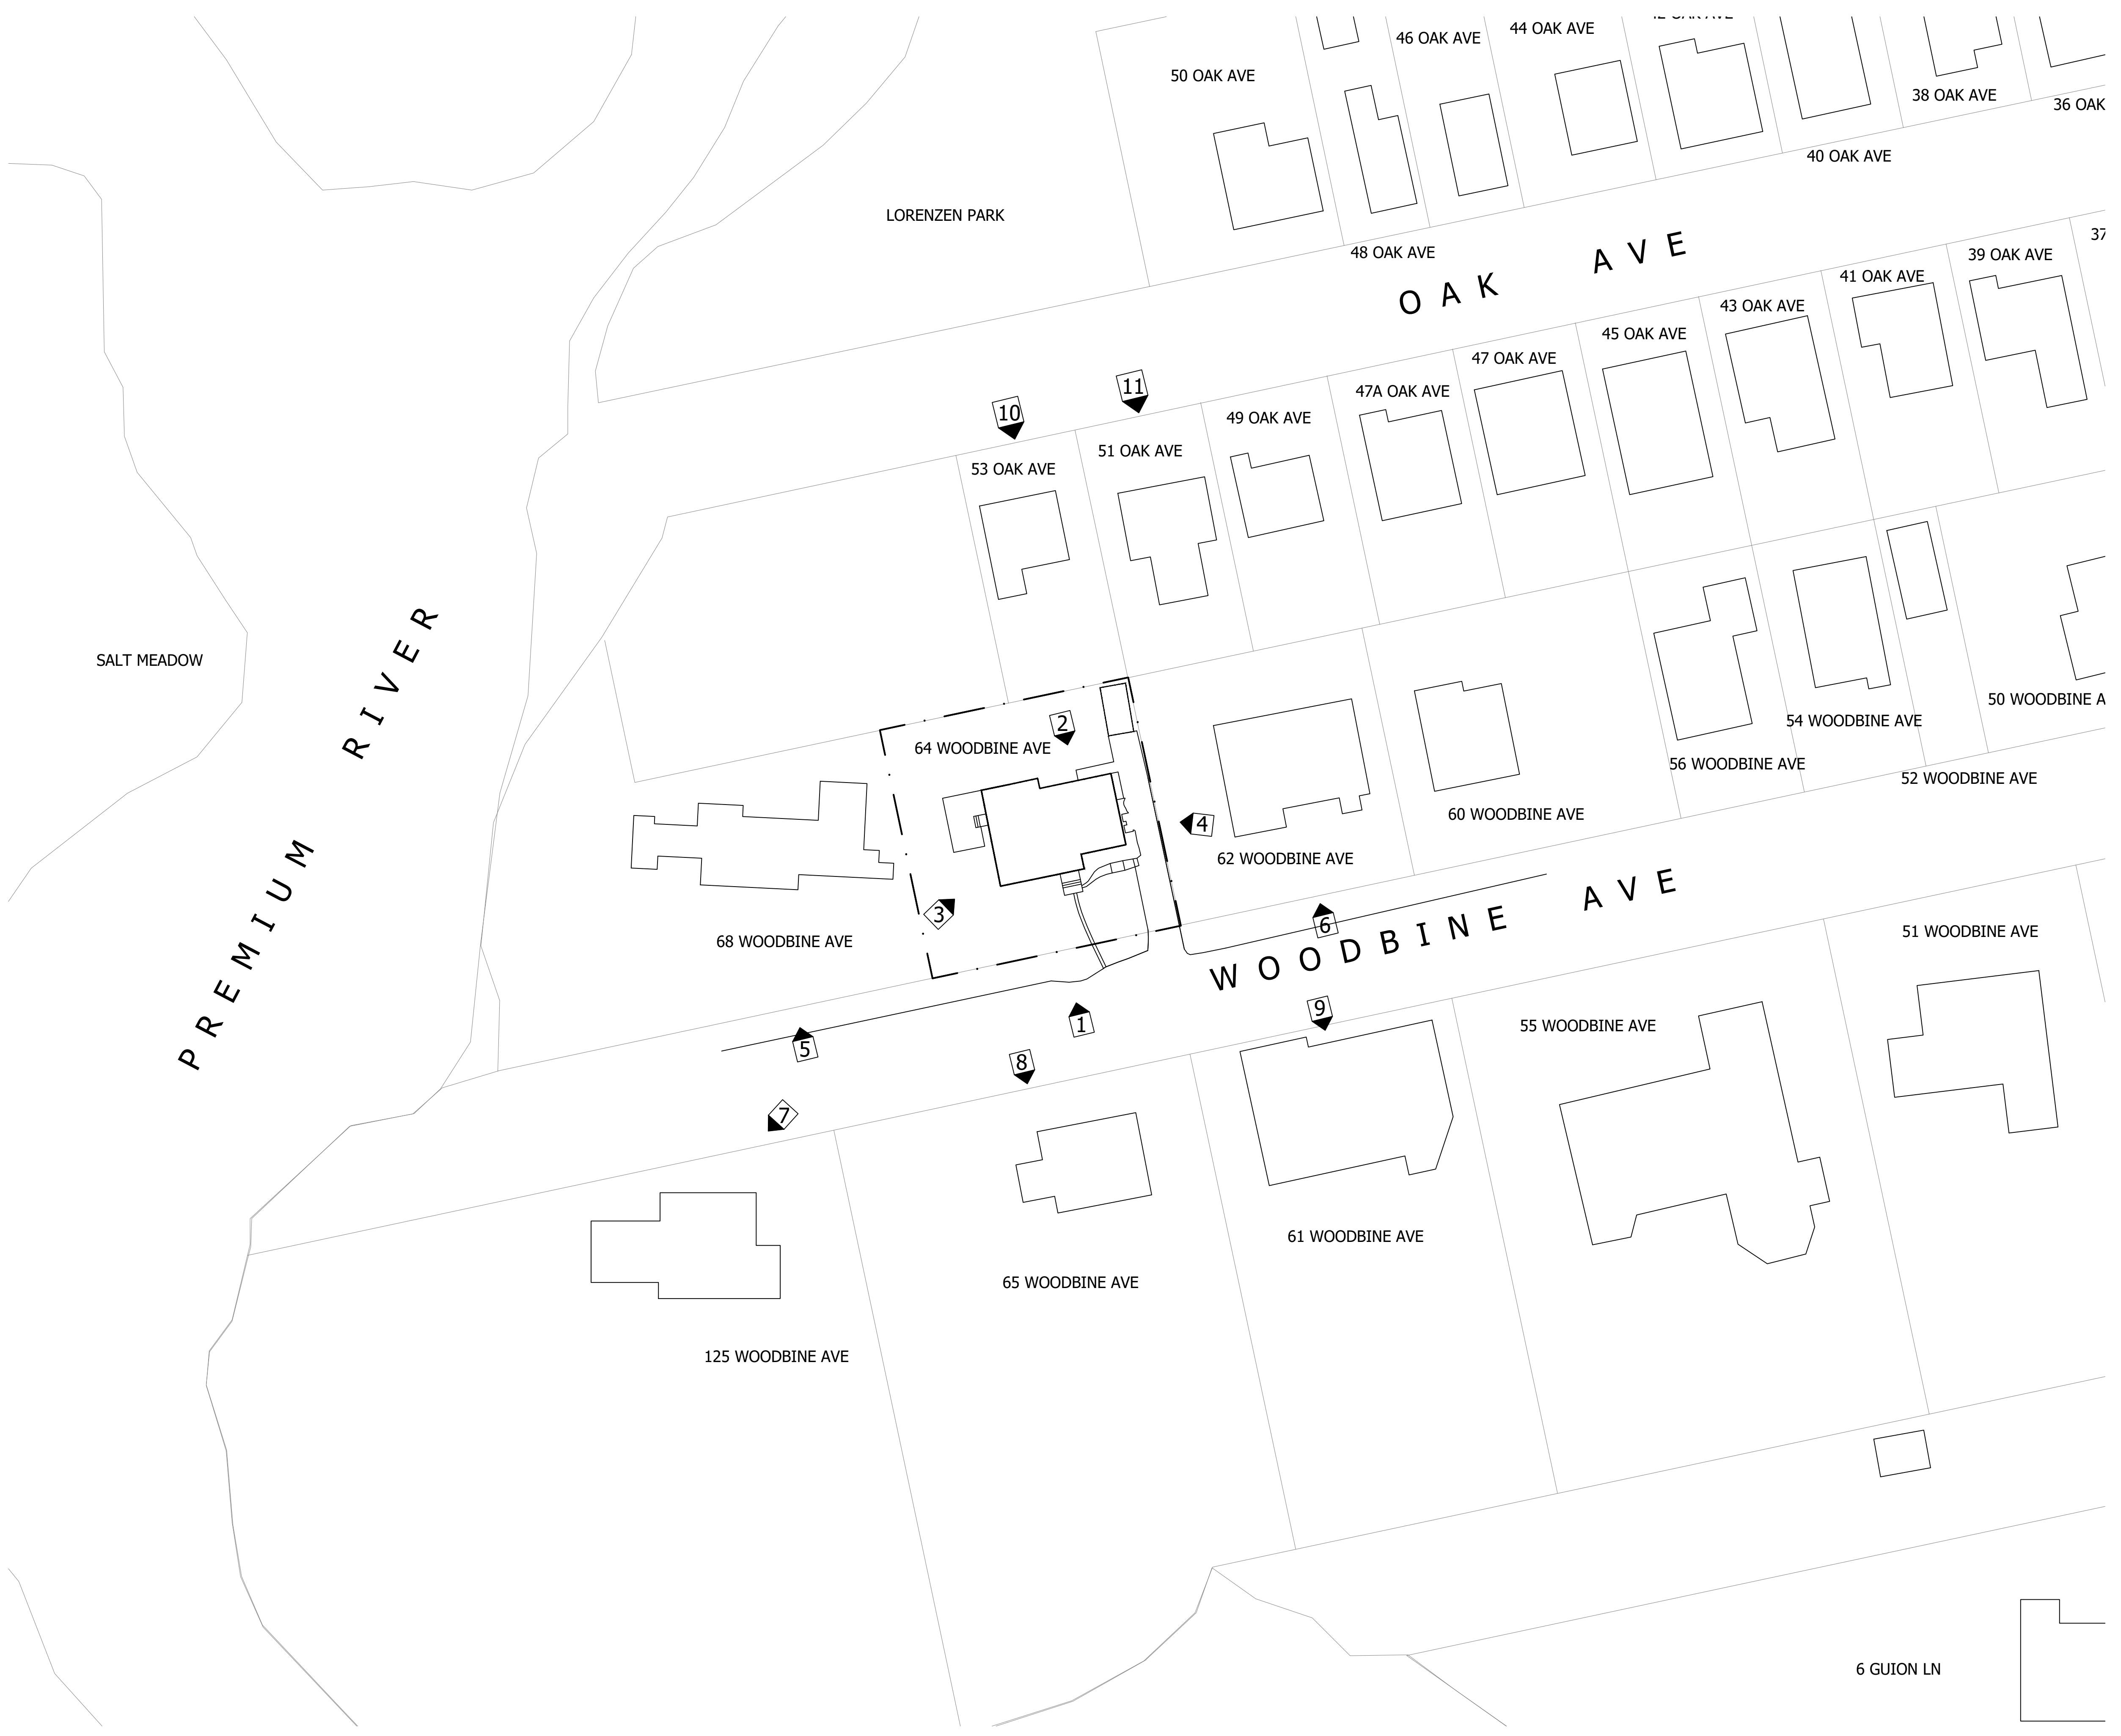 44 OAK AVE
46 OAK AVE
50 OAK AVE
38 OAK AVE
36 OAK
40 OAK AVE
LORENZEN PARK
48 OAK AVE
OAK AVE
37
39 OAK AVE
41 OAK AVE
43 OAK AVE
45 OAK AVE
47 OAK AVE
47A OAK AVE
49 OAK AVE
51 OAK AVE
53 OAK AVE
11
10
SALT MEADOW
PREMIUM RIVER
2
64 WOODBINE AVE
50 WOODBINE A
54 WOODBINE AVE
56 WOODBINE AVE
52 WOODBINE AVE
60 WOODBINE AVE
4
62 WOODBINE AVE
3
68 WOODBINE AVE
6
WOODBINE AVE
51 WOODBINE AVE
9
1
5
8
7
55 WOODBINE AVE
61 WOODBINE AVE
65 WOODBINE AVE
125 WOODBINE AVE
6 GUION LN